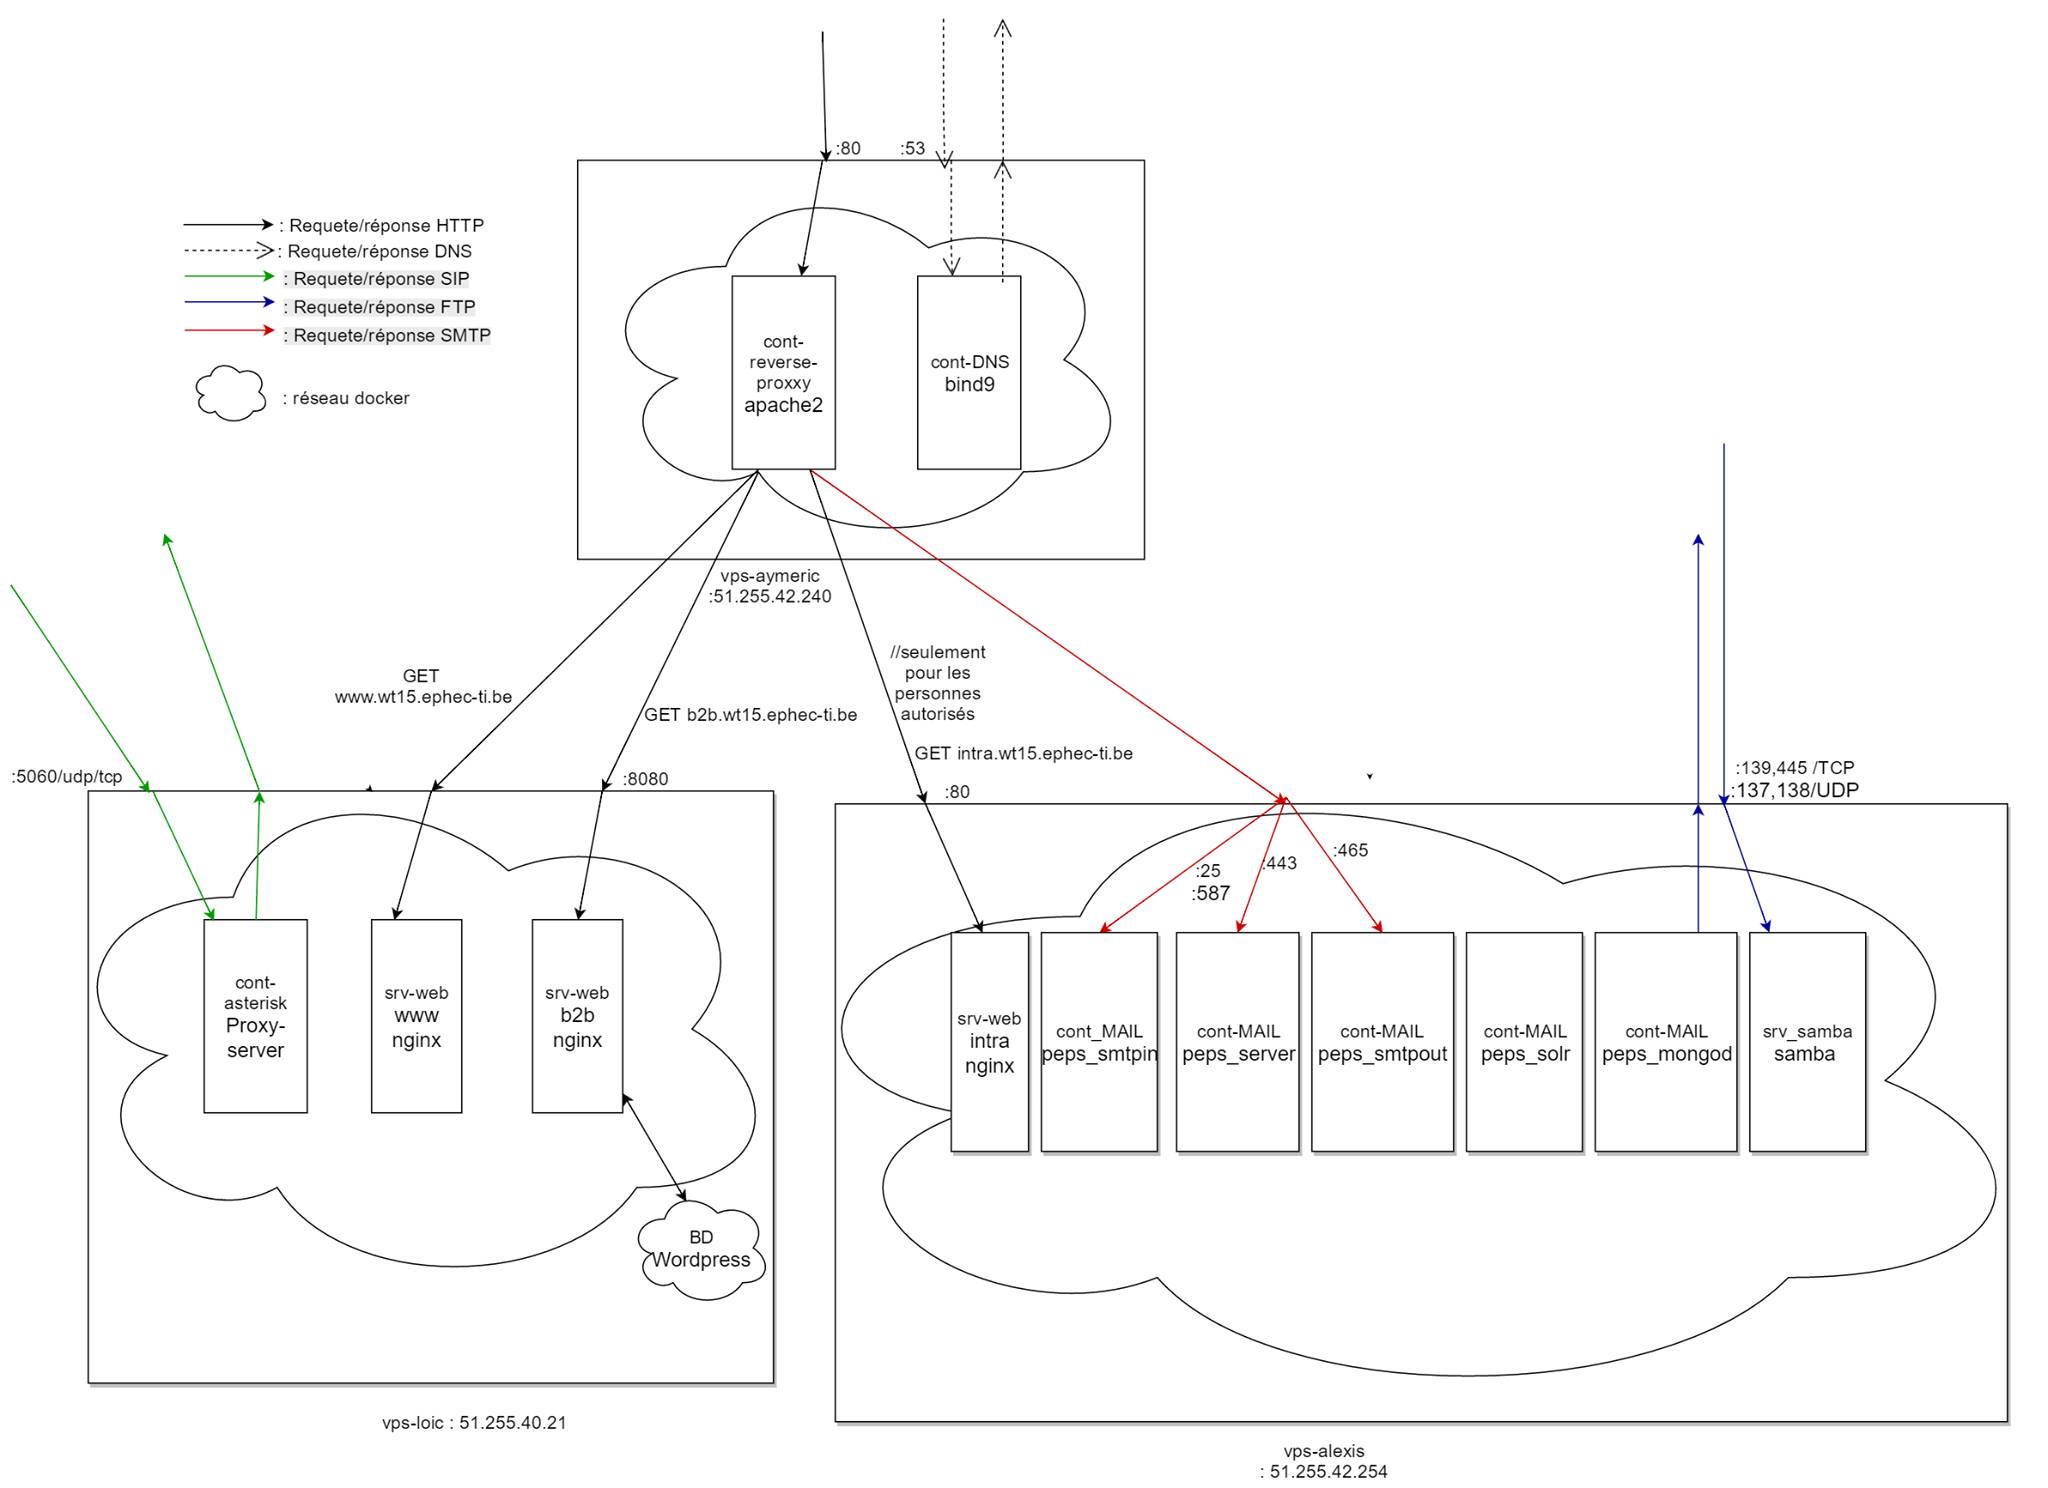 :80
:53
: Requete/réponse HTTP
: Requete/réponse DNS
: Requete/réponse SIP
: Requete/réponse FTP
: Requete/réponse SMTP
: réseau docker
cont-
reverse-
proxxy
apache2
cont-DNS
bind9
vps-aymeric
:51.255.42.240
GET
www.wt15.ephec-ti.be
GET b2b.wt15.ephec-ti.be
//seulement
pour les
personnes
autorisés
GET intra.wt15.ephec-ti.be
:5060/udp/tcp
:8080
:80
:139,445 /TCP
:137,138/UDP
:25
:587
:443
:465
cont-
asterisk
Proxy-
server
srv-web
www
nginx
srv-web
b2b
nginx
BD
Wordpress
srv-web
intra
nginx
cont_MAIL
peps_smtpin
cont-MAIL
peps_server
cont-MAIL
peps_smtpout
cont-MAIL
peps_solr
cont-MAIL
peps_mongod
srv_samba
samba
vps-loic : 51.255.40.21
vps-alexis
: 51.255.42.254